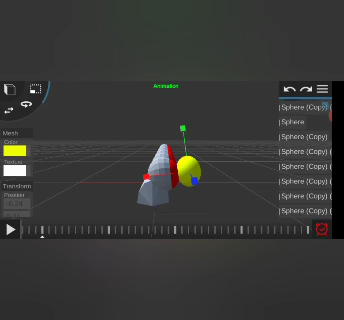 Animation
Mesh
Color
Texture
Transform
Position
Sphere (Copy) (
Sphere
Sphere (Copy)
Sphere (Copy) (
Sphere (Copy) (
Sphere (Copy) (
Sphere (Copy) (
Sphere (Copy) (